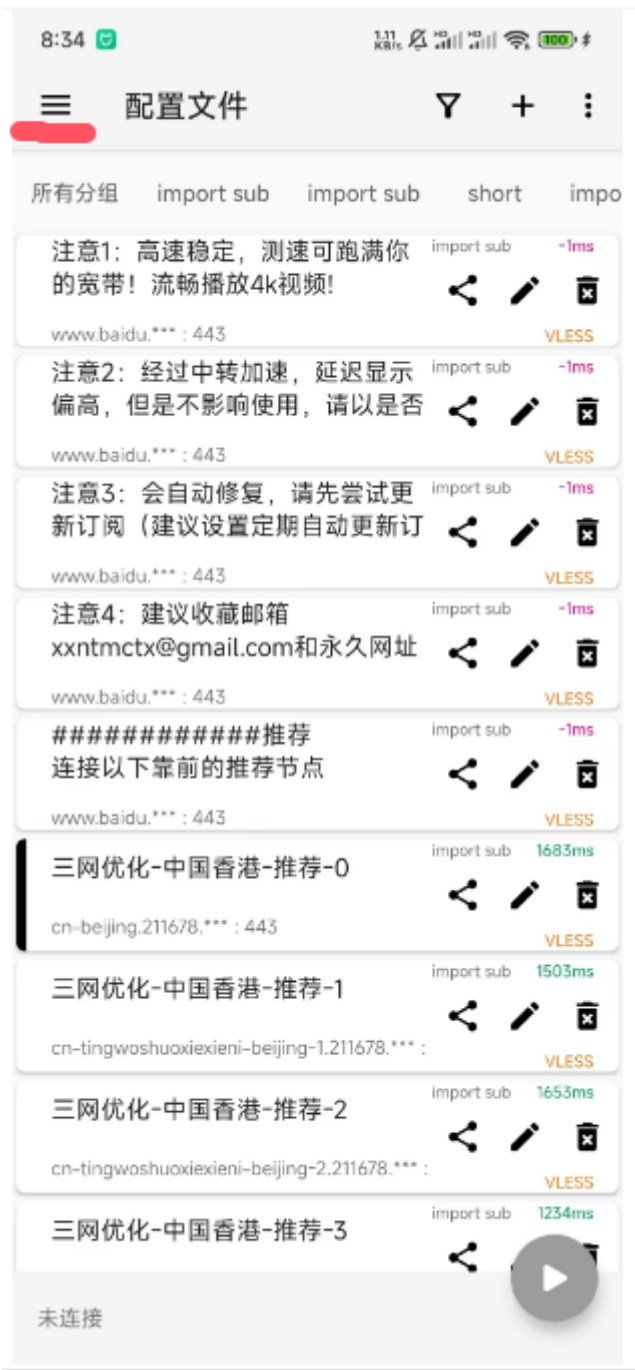 8:34 1.11 KB/s HD HD 100
配置文件
所有分组 import sub import sub short impo
注意1：高速稳定，测速可跑满你 import sub -1ms
的宽带！流畅播放4k视频!
www.baidu.*** : 443 VLESS
注意2：经过中转加速，延迟显示 import sub -1ms
偏高，但是不影响使用，请以是否
www.baidu.*** : 443 VLESS
注意3：会自动修复，请先尝试更 import sub -1ms
新订阅（建议设置定期自动更新订
www.baidu.*** : 443 VLESS
注意4：建议收藏邮箱 import sub -1ms
xxntmctx@gmail.com和永久网址
www.baidu.*** : 443 VLESS
############推荐 import sub -1ms
连接以下靠前的推荐节点
www.baidu.*** : 443 VLESS
三网优化-中国香港-推荐-0 import sub 1683ms
cn-beijing.211678.*** : 443 VLESS
三网优化-中国香港-推荐-1 import sub 1503ms
cn-tingwoshuoxiexieni-beijing-1.211678.*** : VLESS
三网优化-中国香港-推荐-2 import sub 1653ms
cn-tingwoshuoxiexieni-beijing-2.211678.*** : VLESS
三网优化-中国香港-推荐-3 import sub 1234ms
未连接